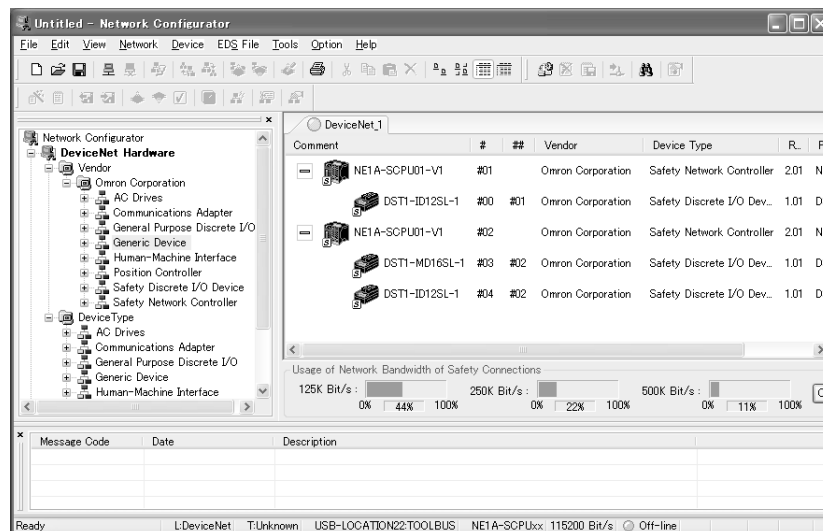 Untitled - Network Configurator
File Edit View Network Device EDS File Tools Option Help
Network Configurator
DeviceNet Hardware
Vendor
Omron Corporation
AC Drives
Communications Adapter
General Purpose Discrete I/O
Generic Device
Human-Machine Interface
Position Controller
Safety Discrete I/O Device
Safety Network Controller
DeviceType
AC Drives
Communications Adapter
General Purpose Discrete I/O
Generic Device
Human-Machine Interface
DeviceNet_1
Comment # ## Vendor Device Type R... F
NE1A-SCPU01-V1 #01 Omron Corporation Safety Network Controller 2.01 N
DST1-ID12SL-1 #00 #01 Omron Corporation Safety Discrete I/O Dev... 1.01 D
NE1A-SCPU01-V1 #02 Omron Corporation Safety Network Controller 2.01 N
DST1-MD16SL-1 #03 #02 Omron Corporation Safety Discrete I/O Dev... 1.01 D
DST1-ID12SL-1 #04 #02 Omron Corporation Safety Discrete I/O Dev... 1.01 D
Usage of Network Bandwidth of Safety Connections
125K Bit/s : 250K Bit/s : 500K Bit/s :
0% 44% 100% 0% 22% 100% 0% 11% 100%
Message Code Date Description
Ready L:DeviceNet T:Unknown USB-LOCATION22:TOOLBUS NE1A-SCPUxx 115200 Bit/s Off-line